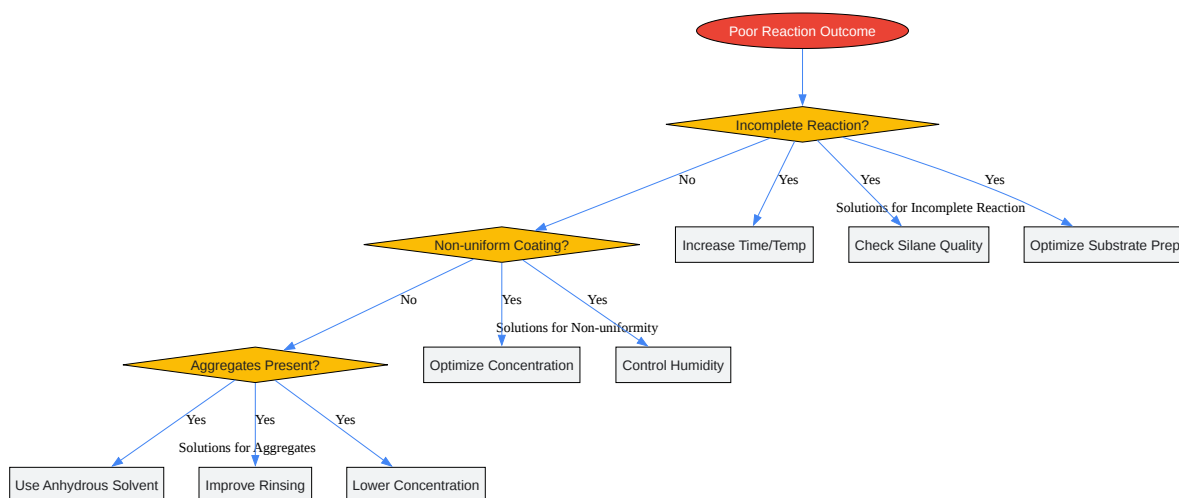 Poor Reaction Outcome
Incomplete Reaction?
No
Yes
Yes
Yes
Solutions for Incomplete Reaction
Non-uniform Coating?
Increase Time/Temp
Check Silane Quality
Optimize Substrate Prep
No
Yes
Yes
Solutions for Non-uniformity
Aggregates Present?
Optimize Concentration
Control Humidity
Yes
Yes
Yes
Solutions for Aggregates
Use Anhydrous Solvent
Improve Rinsing
Lower Concentration